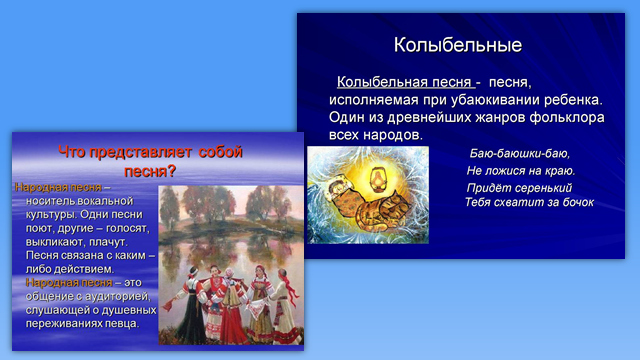 Колыбельные
Колыбельная песня - песня,
исполняемая при убаюкивании ребенка.
Один из древнейших жанров фольклора
всех народов.
Баю-баюшки-баю,
Не ложися на краю.
Придёт серенький
Тебя схватит за бочок
Что представляет собой
песня?
Народная песня –
носитель вокальной
культуры. Одни песни
поют, другие – голосят,
выкликают, плачут.
Песня связана с каким –
либо действием.
Народная песня – это
общение с аудиторией,
слушающей о душевных
переживаниях певца.